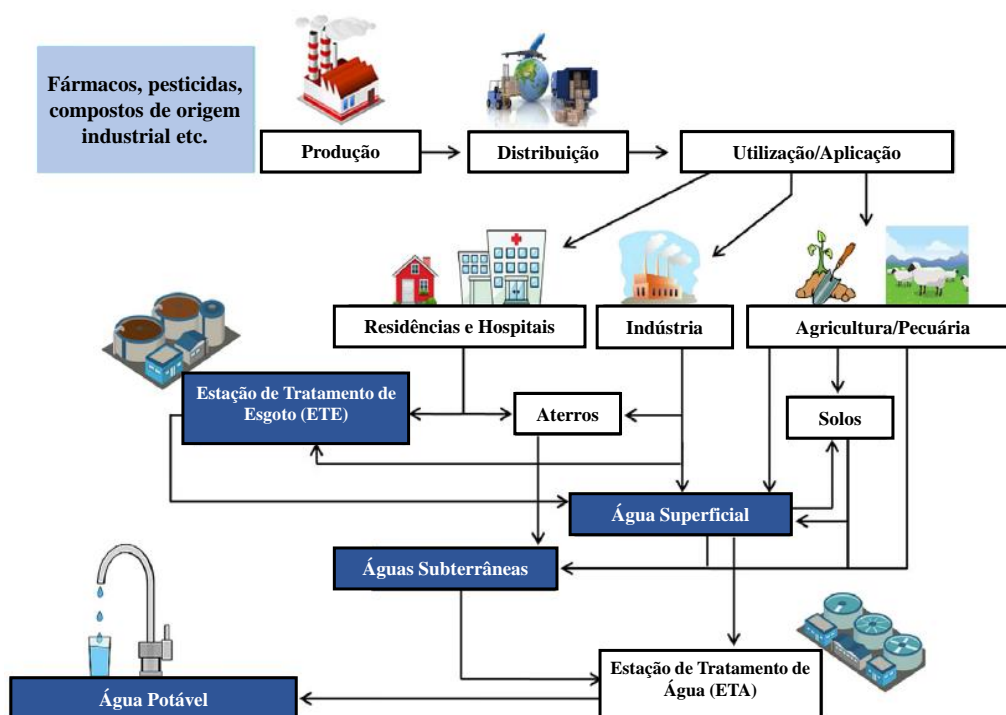 Fármacos, pesticidas,
compostos de origem
industrial etc.
Produção
Distribuição
Utilização/Aplicação
Residências e Hospitais
Indústria
Agricultura/Pecuária
Estação de Tratamento de
Esgoto (ETE)
Aterros
Solos
Água Superficial
Águas Subterrâneas
Estação de Tratamento de
Água (ETA)
Água Potável